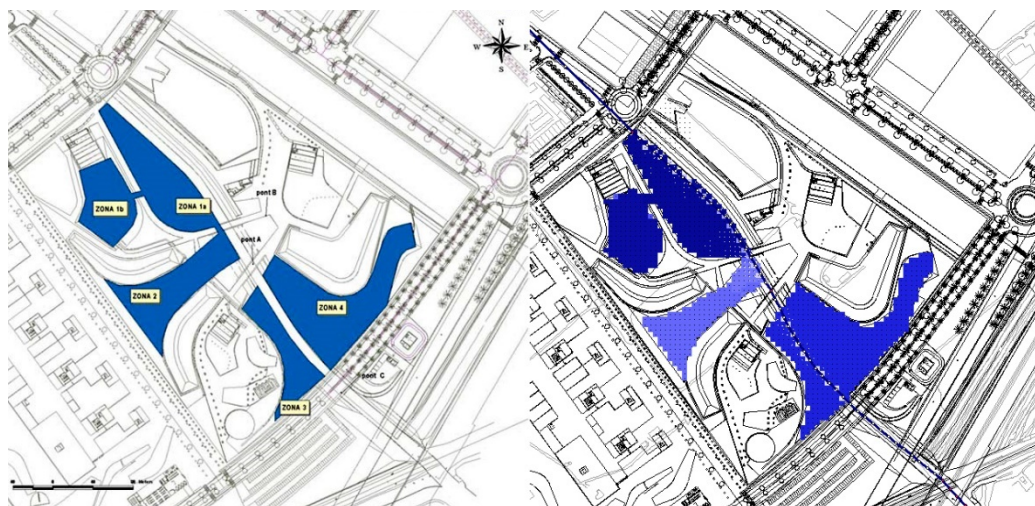 N
W E
S
ZONA 1b
ZONA 1a
pont B
pont A
ZONA 2
ZONA 4
pont C
ZONA 3